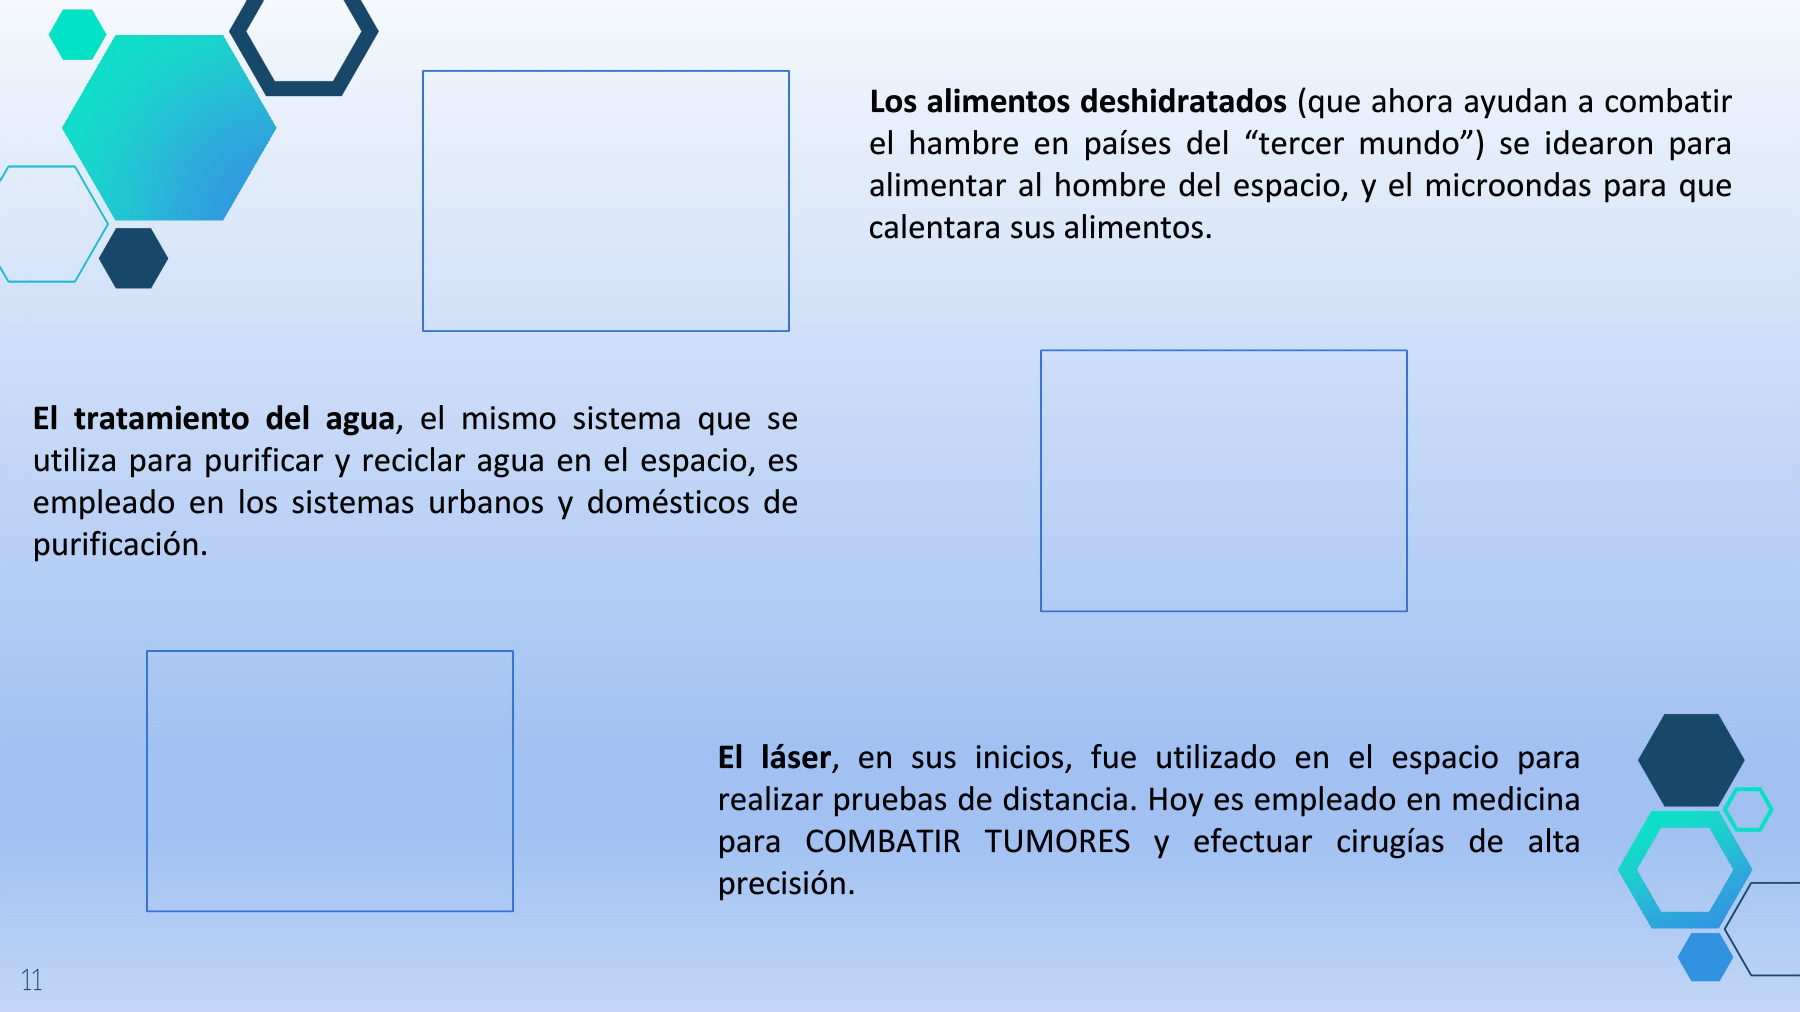 Los alimentos deshidratados (que ahora ayudan a combatir
el hambre en países del “tercer mundo”) se idearon para
alimentar al hombre del espacio, y el microondas para que
calentara sus alimentos.
El tratamiento del agua, el mismo sistema que se
utiliza para purificar y reciclar agua en el espacio, es
empleado en los sistemas urbanos y domésticos de
purificación.
El láser, en sus inicios, fue utilizado en el espacio para
realizar pruebas de distancia. Hoy es empleado en medicina
para COMBATIR TUMORES y efectuar cirugías de alta
precisión.
11